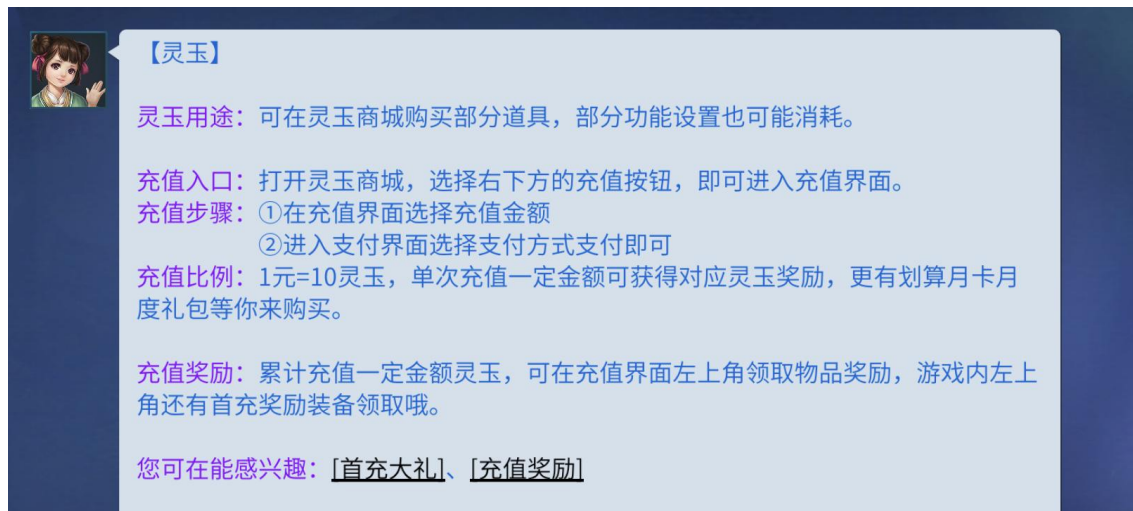 【灵玉】
灵玉用途：可在灵玉商城购买部分道具，部分功能设置也可能消耗。
充值入口：打开灵玉商城，选择右下方的充值按钮，即可进入充值界面。
充值步骤：①在充值界面选择充值金额
②进入支付界面选择支付方式支付即可
充值比例：1元=10灵玉，单次充值一定金额可获得对应灵玉奖励，更有划算月卡月
度礼包等你来购买。
充值奖励：累计充值一定金额灵玉，可在充值界面左上角领取物品奖励，游戏内左上
角还有首充奖励装备领取哦。
您可在能感兴趣：[首充大礼]、[充值奖励]